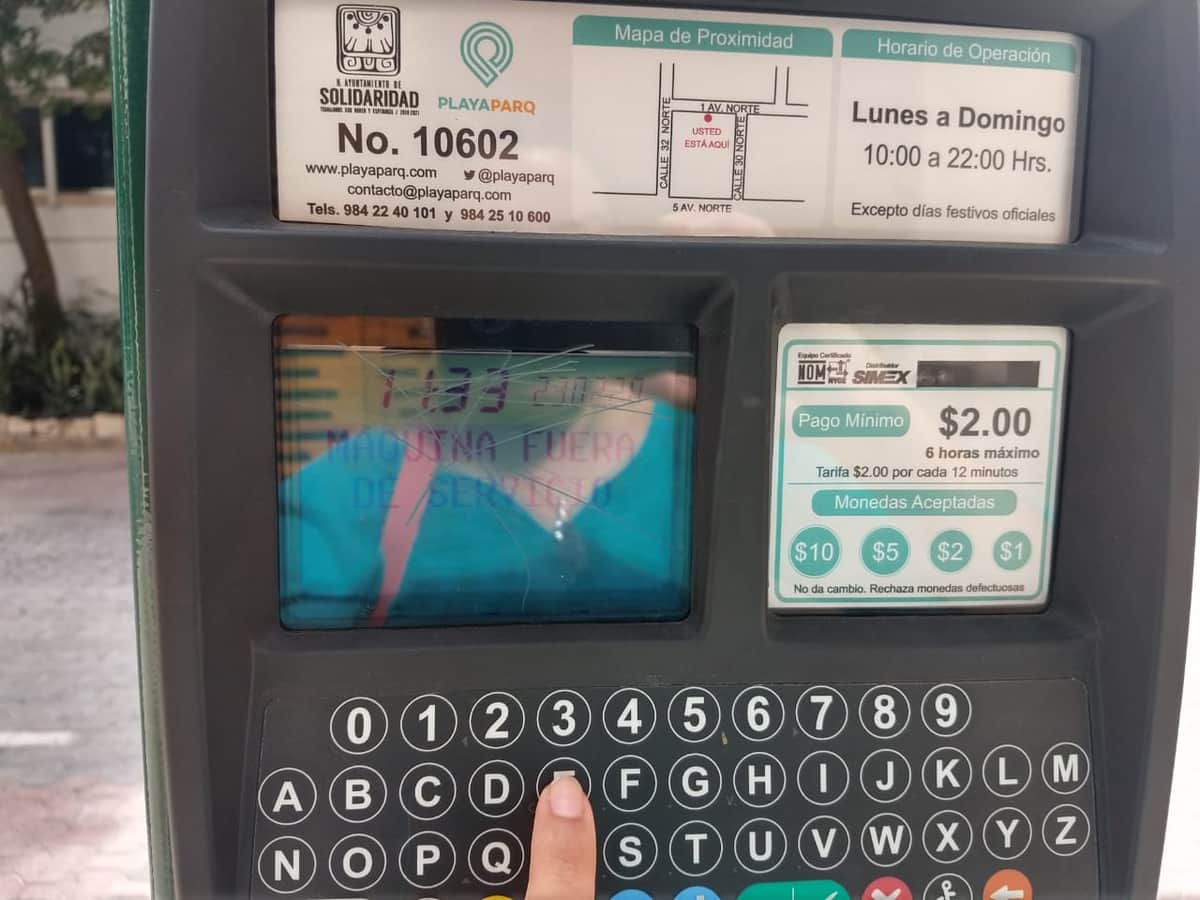 H. AYUNTAMIENTO DE
SOLIDARIDAD
PLAYAPARQ
No. 10602
www.playaparq.com @playaparq
contacto@playaparq.com
Tels. 984 22 40 101 y 984 25 10 600
Mapa de Proximidad
1 AV. NORTE
USTED
ESTÁ AQUÍ
CALLE 32 NORTE
CALLE 30 NORTE
5 AV. NORTE
Horario de Operación
Lunes a Domingo
10:00 a 22:00 Hrs.
Excepto días festivos oficiales
11:33
MAQUINA FUERA
DE SERVICIO
Equipo Certificado
NOM NYCE
Distribuidor
SIMEX
Pago Mínimo $2.00
6 horas máximo
Tarifa $2.00 por cada 12 minutos
Monedas Aceptadas
$10 $5 $2 $1
No da cambio. Rechaza monedas defectuosas
0 1 2 3 4 5 6 7 8 9
A B C D F G H I J K L M
N O P Q S T U V W X Y Z